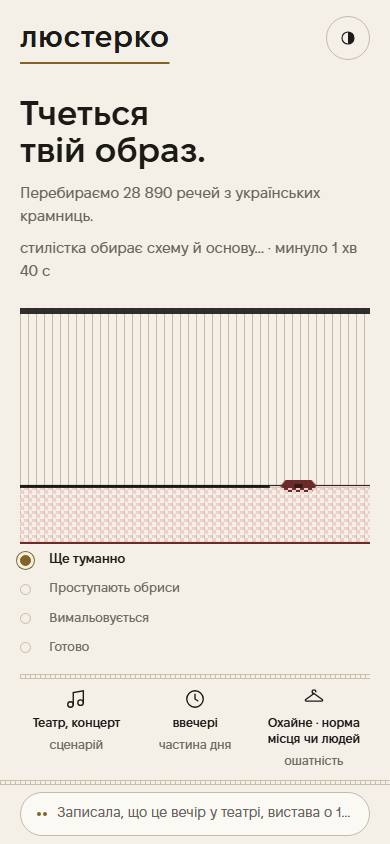 люстерко
Тчеться
твій образ.
Перебираємо 28 890 речей з українських
крамниць.
стилістка обирає схему й основу... · минуло 1 хв
40 с
Ще туманно
Проступають обриси
Вимальовується
Готово
Театр, концерт
сценарій
ввечері
частина дня
Охайне · норма
місця чи людей
ошатність
Записала, що це вечір у театрі, вистава о 1...